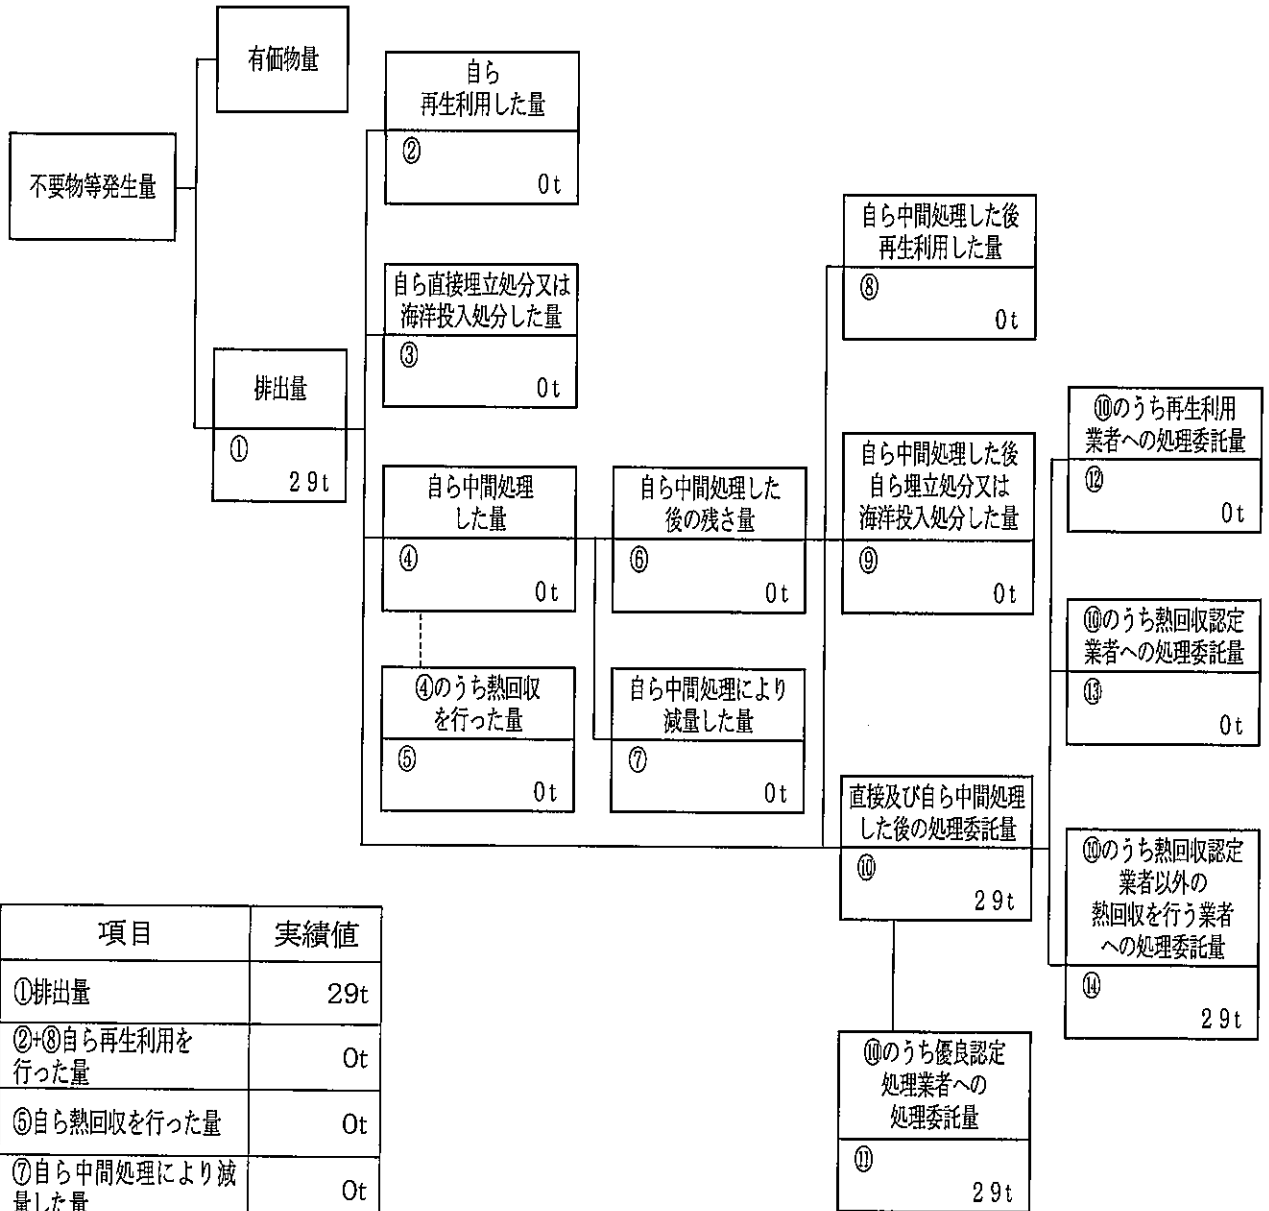 有価物量
自ら
再生利用した量
②
0t
不要物等発生量
自ら中間処理した後
再生利用した量
⑧
0t
自ら直接埋立処分又は
海洋投入処分した量
③
0t
排出量
①
29t
⑩のうち再生利用
業者への処理委託量
⑫
0t
自ら中間処理
した量
④
0t
自ら中間処理した
後の残さ量
⑥
0t
自ら中間処理した後
自ら埋立処分又は
海洋投入処分した量
⑨
0t
⑩のうち熱回収認定
業者への処理委託量
⑬
0t
④のうち熱回収
を行った量
⑤
0t
自ら中間処理により
減量した量
⑦
0t
直接及び自ら中間処理
した後の処理委託量
⑩
29t
⑩のうち熱回収認定
業者以外の
熱回収を行う業者
への処理委託量
⑭
29t
⑩のうち優良認定
処理業者への
処理委託量
⑪
29t
項目 実績値
①排出量 29t
②+⑧自ら再生利用を
行った量 0t
⑤自ら熱回収を行った量 0t
⑦自ら中間処理により減
量した量 0t